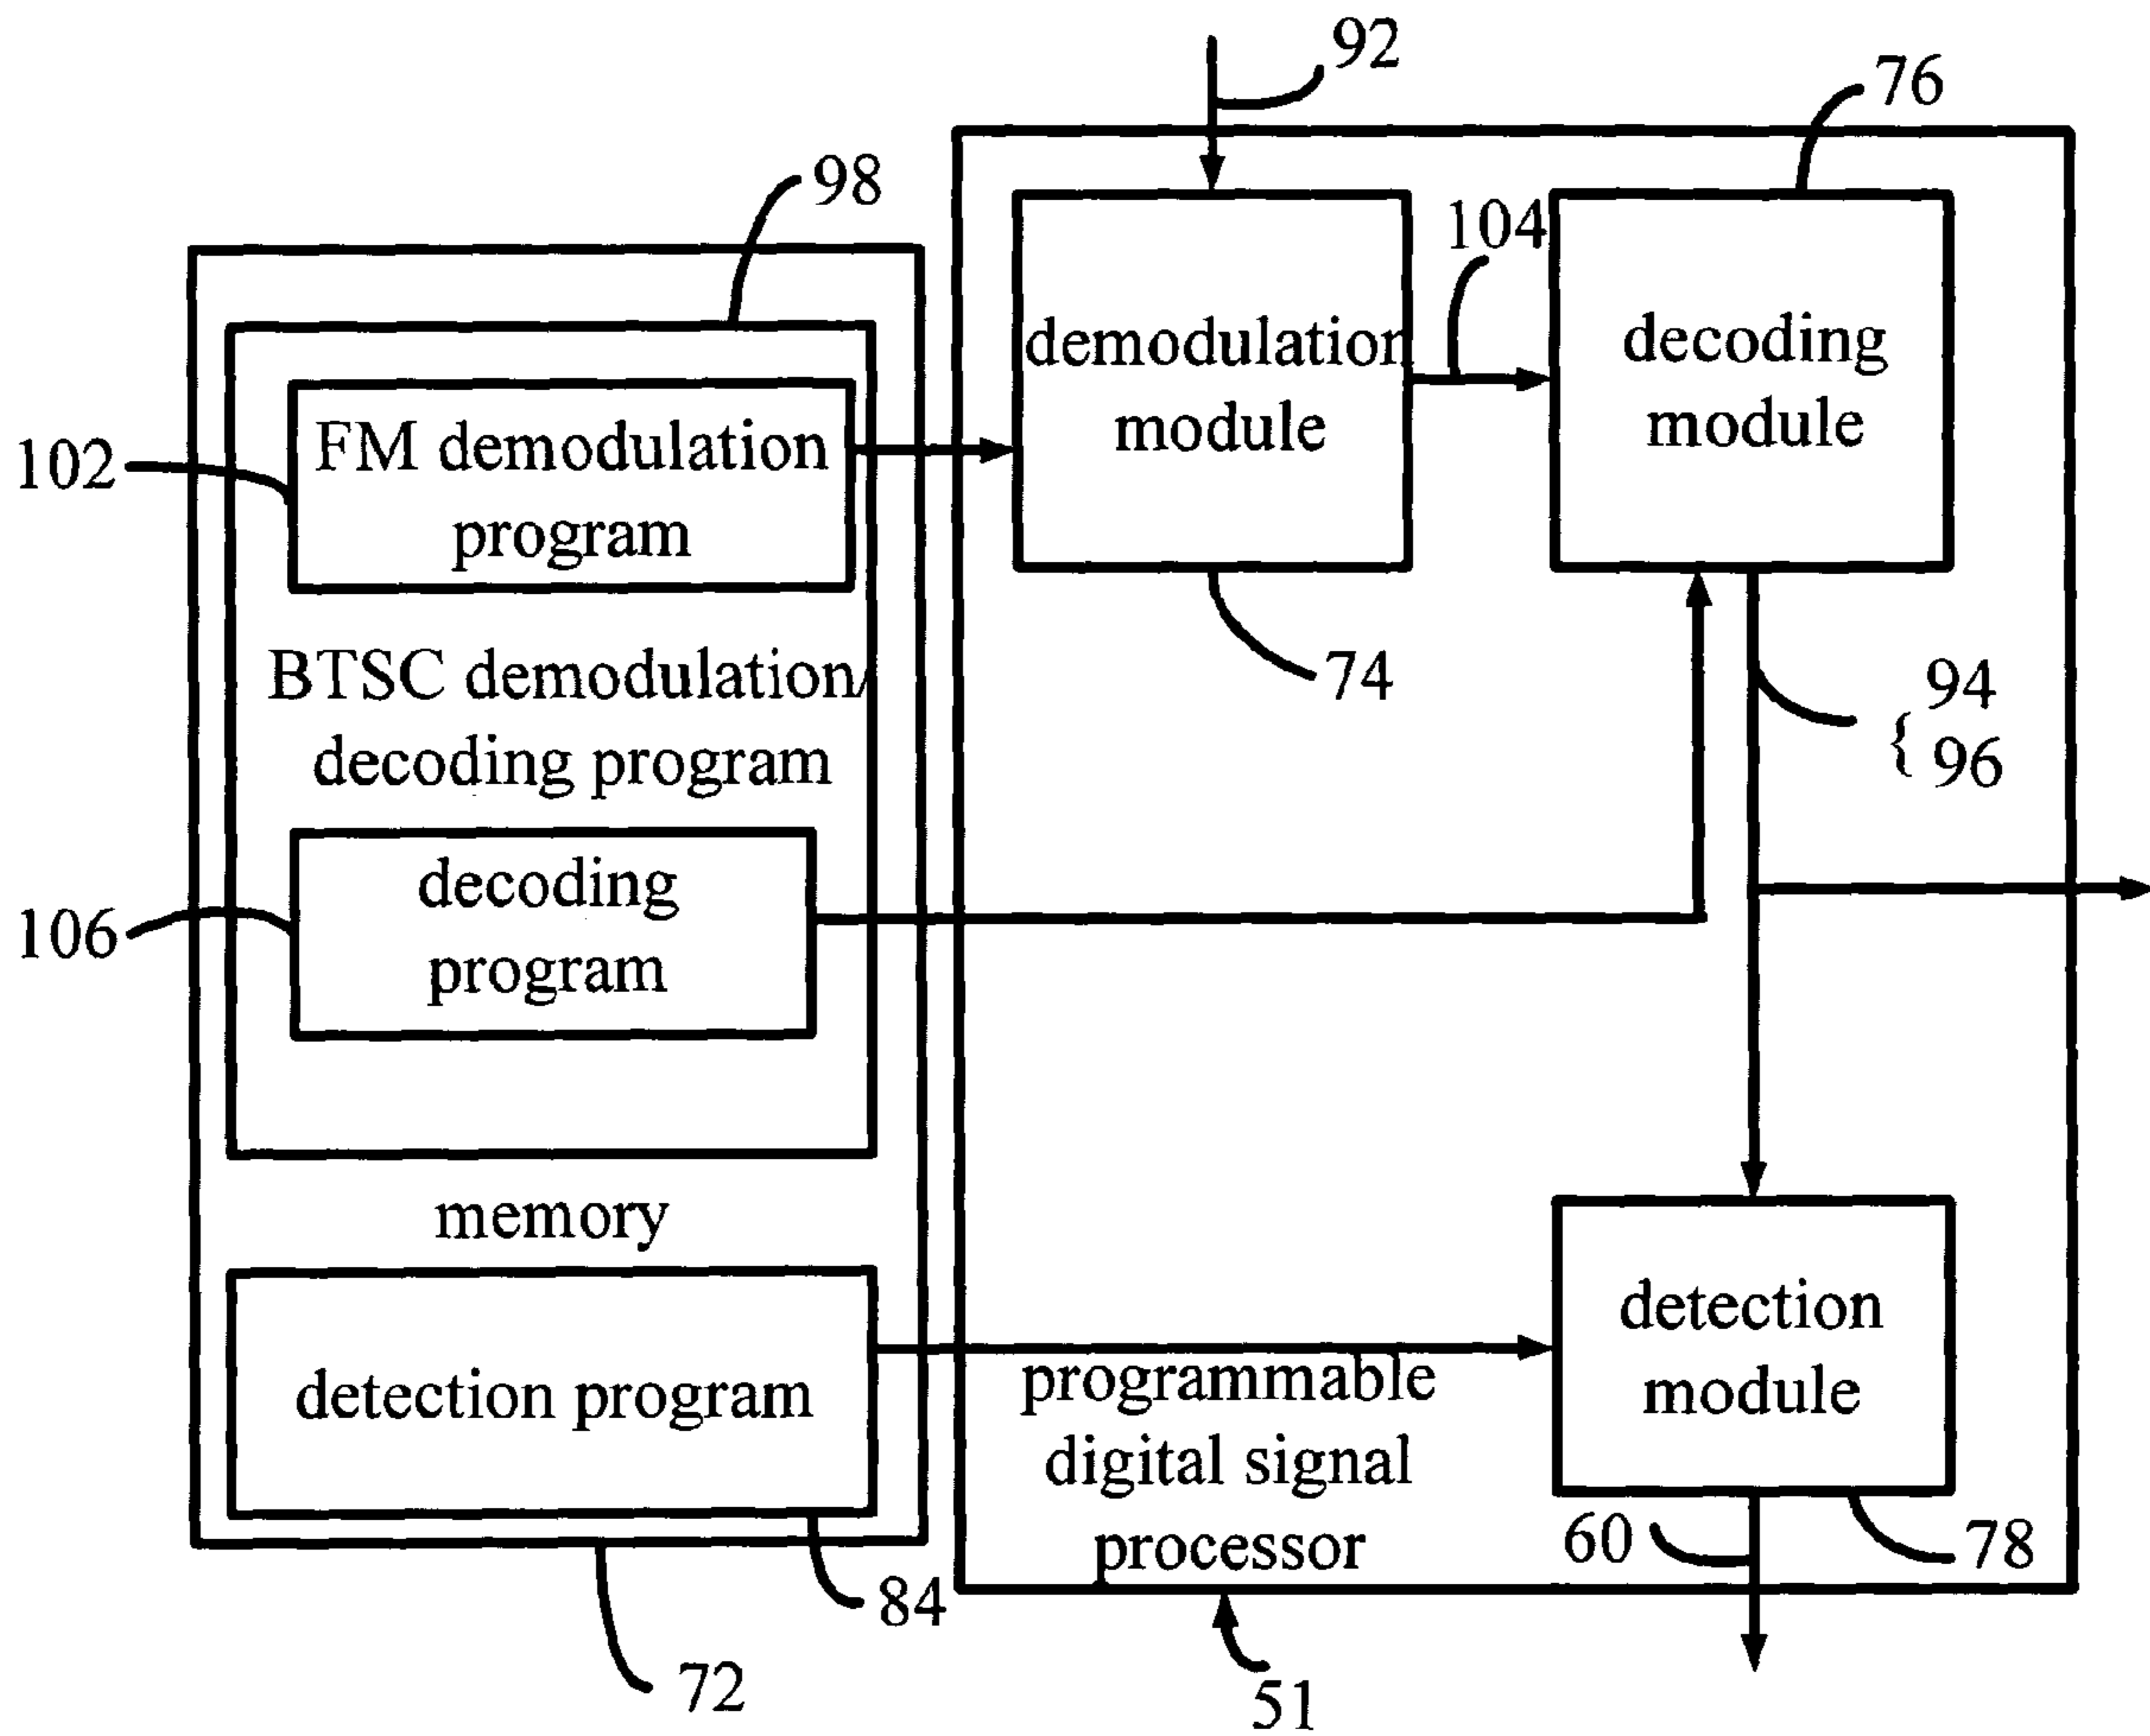 92
76
98
104
demodulation
module
decoding
module
102
FM demodulation
program
74
94
{
96
BTSC demodulation/
decoding program
106
decoding
program
memory
detection program
programmable
digital signal
processor
detection
module
60
78
84
72
51